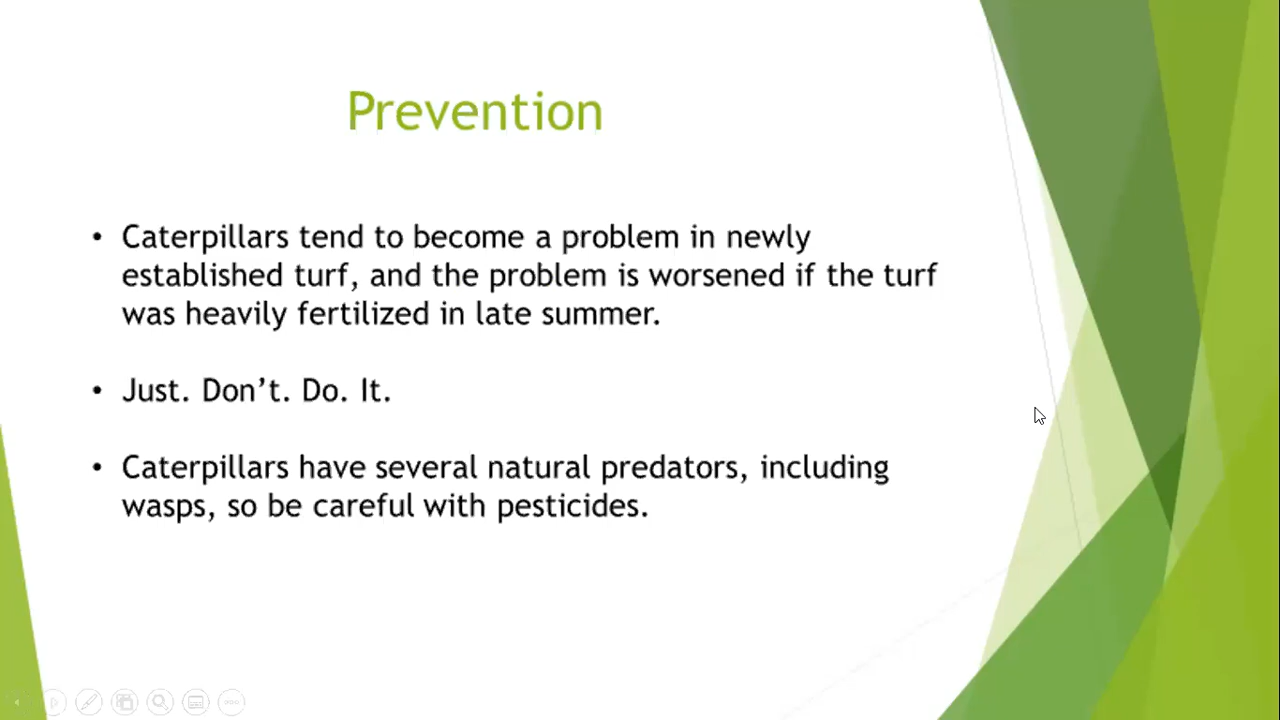 Prevention
• Caterpillars tend to become a problem in newly
established turf, and the problem is worsened if the turf
was heavily fertilized in late summer.
• Just. Don’t. Do. It.
• Caterpillars have several natural predators, including
wasps, so be careful with pesticides.